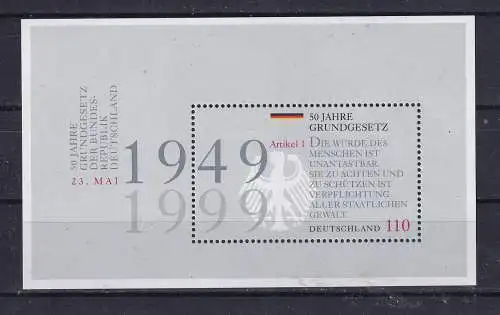 50 JAHRE
GRUNDGESETZ
DER BUNDES-
REPUBLIK
DEUTSCHLAND
23. MAI
1949
1999
50 JAHRE
GRUNDGESETZ
Artikel 1 DIE WÜRDE DES
MENSCHEN IST
UNANTASTBAR.
SIE ZU ACHTEN UND
ZU SCHÜTZEN IST
VERPFLICHTUNG
ALLER STAATLICHEN
GEWALT.
DEUTSCHLAND 110